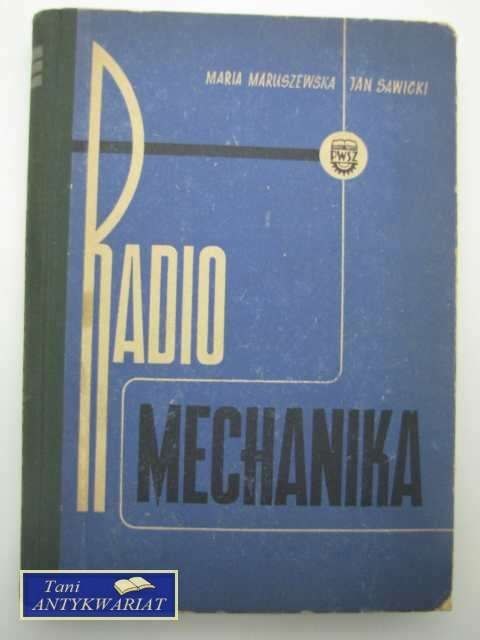 MARIA MARUSZEWSKA JAN SAWICKI
PWSZ
RADIO
MECHANIKA
Tani
ANTYKWARIAT